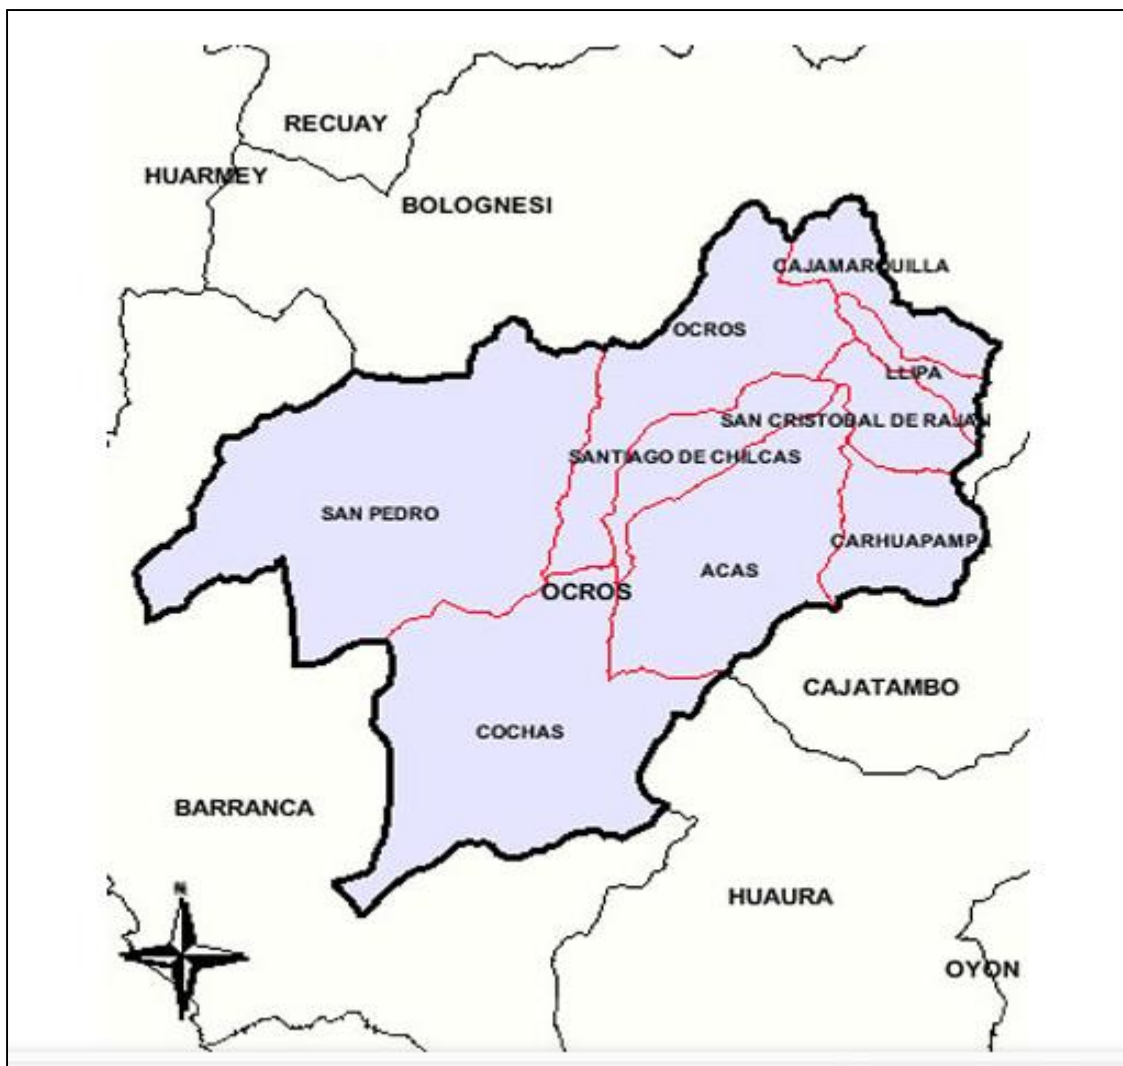 RECUAY
HUARMEY
BOLOGNESI
CAJAMARQUILLA
OCROS
LLIPA
SAN CRISTOBAL DE RAJAN
SANTIAGO DE CHILCAS
SAN PEDRO
CARHUAPAMPA
ACAS
OCROS
CAJATAMBO
COCHAS
BARRANCA
N
HUAURA
OYON